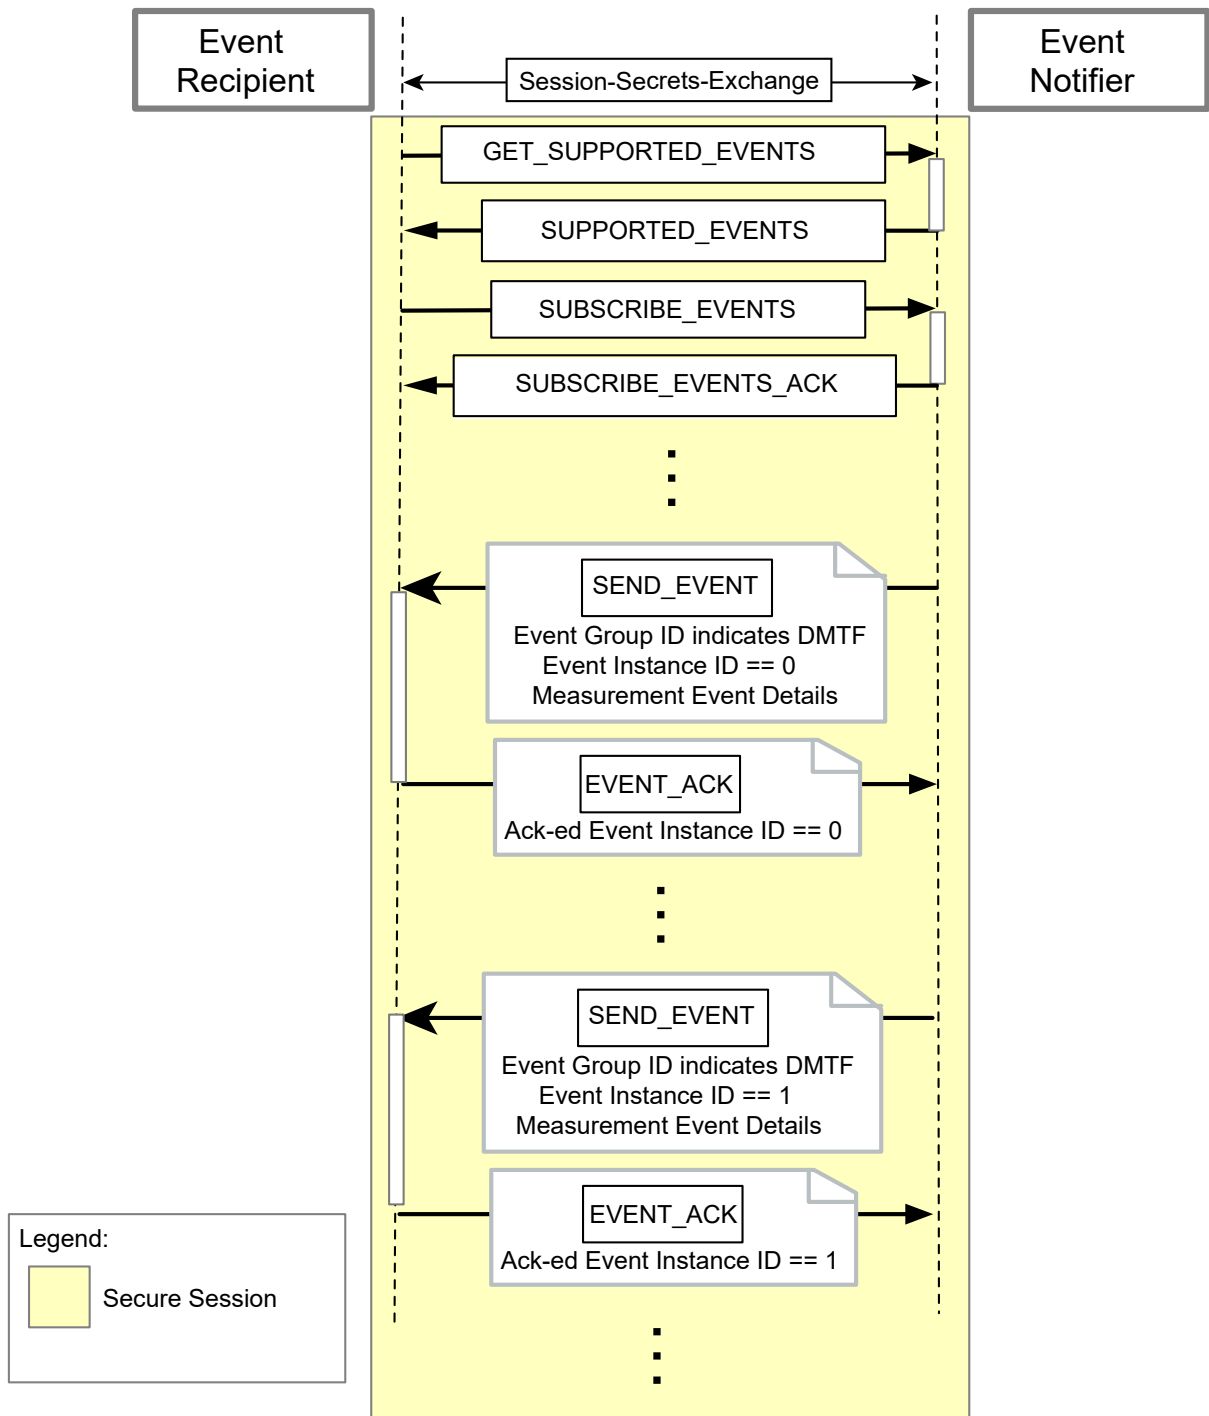 Event
Recipient
Session-Secrets-Exchange
Event
Notifier
GET_SUPPORTED_EVENTS
SUPPORTED_EVENTS
SUBSCRIBE_EVENTS
SUBSCRIBE_EVENTS_ACK
SEND_EVENT
Event Group ID indicates DMTF
Event Instance ID == 0
Measurement Event Details
EVENT_ACK
Ack-ed Event Instance ID == 0
SEND_EVENT
Event Group ID indicates DMTF
Event Instance ID == 1
Measurement Event Details
EVENT_ACK
Ack-ed Event Instance ID == 1
Legend:
Secure Session